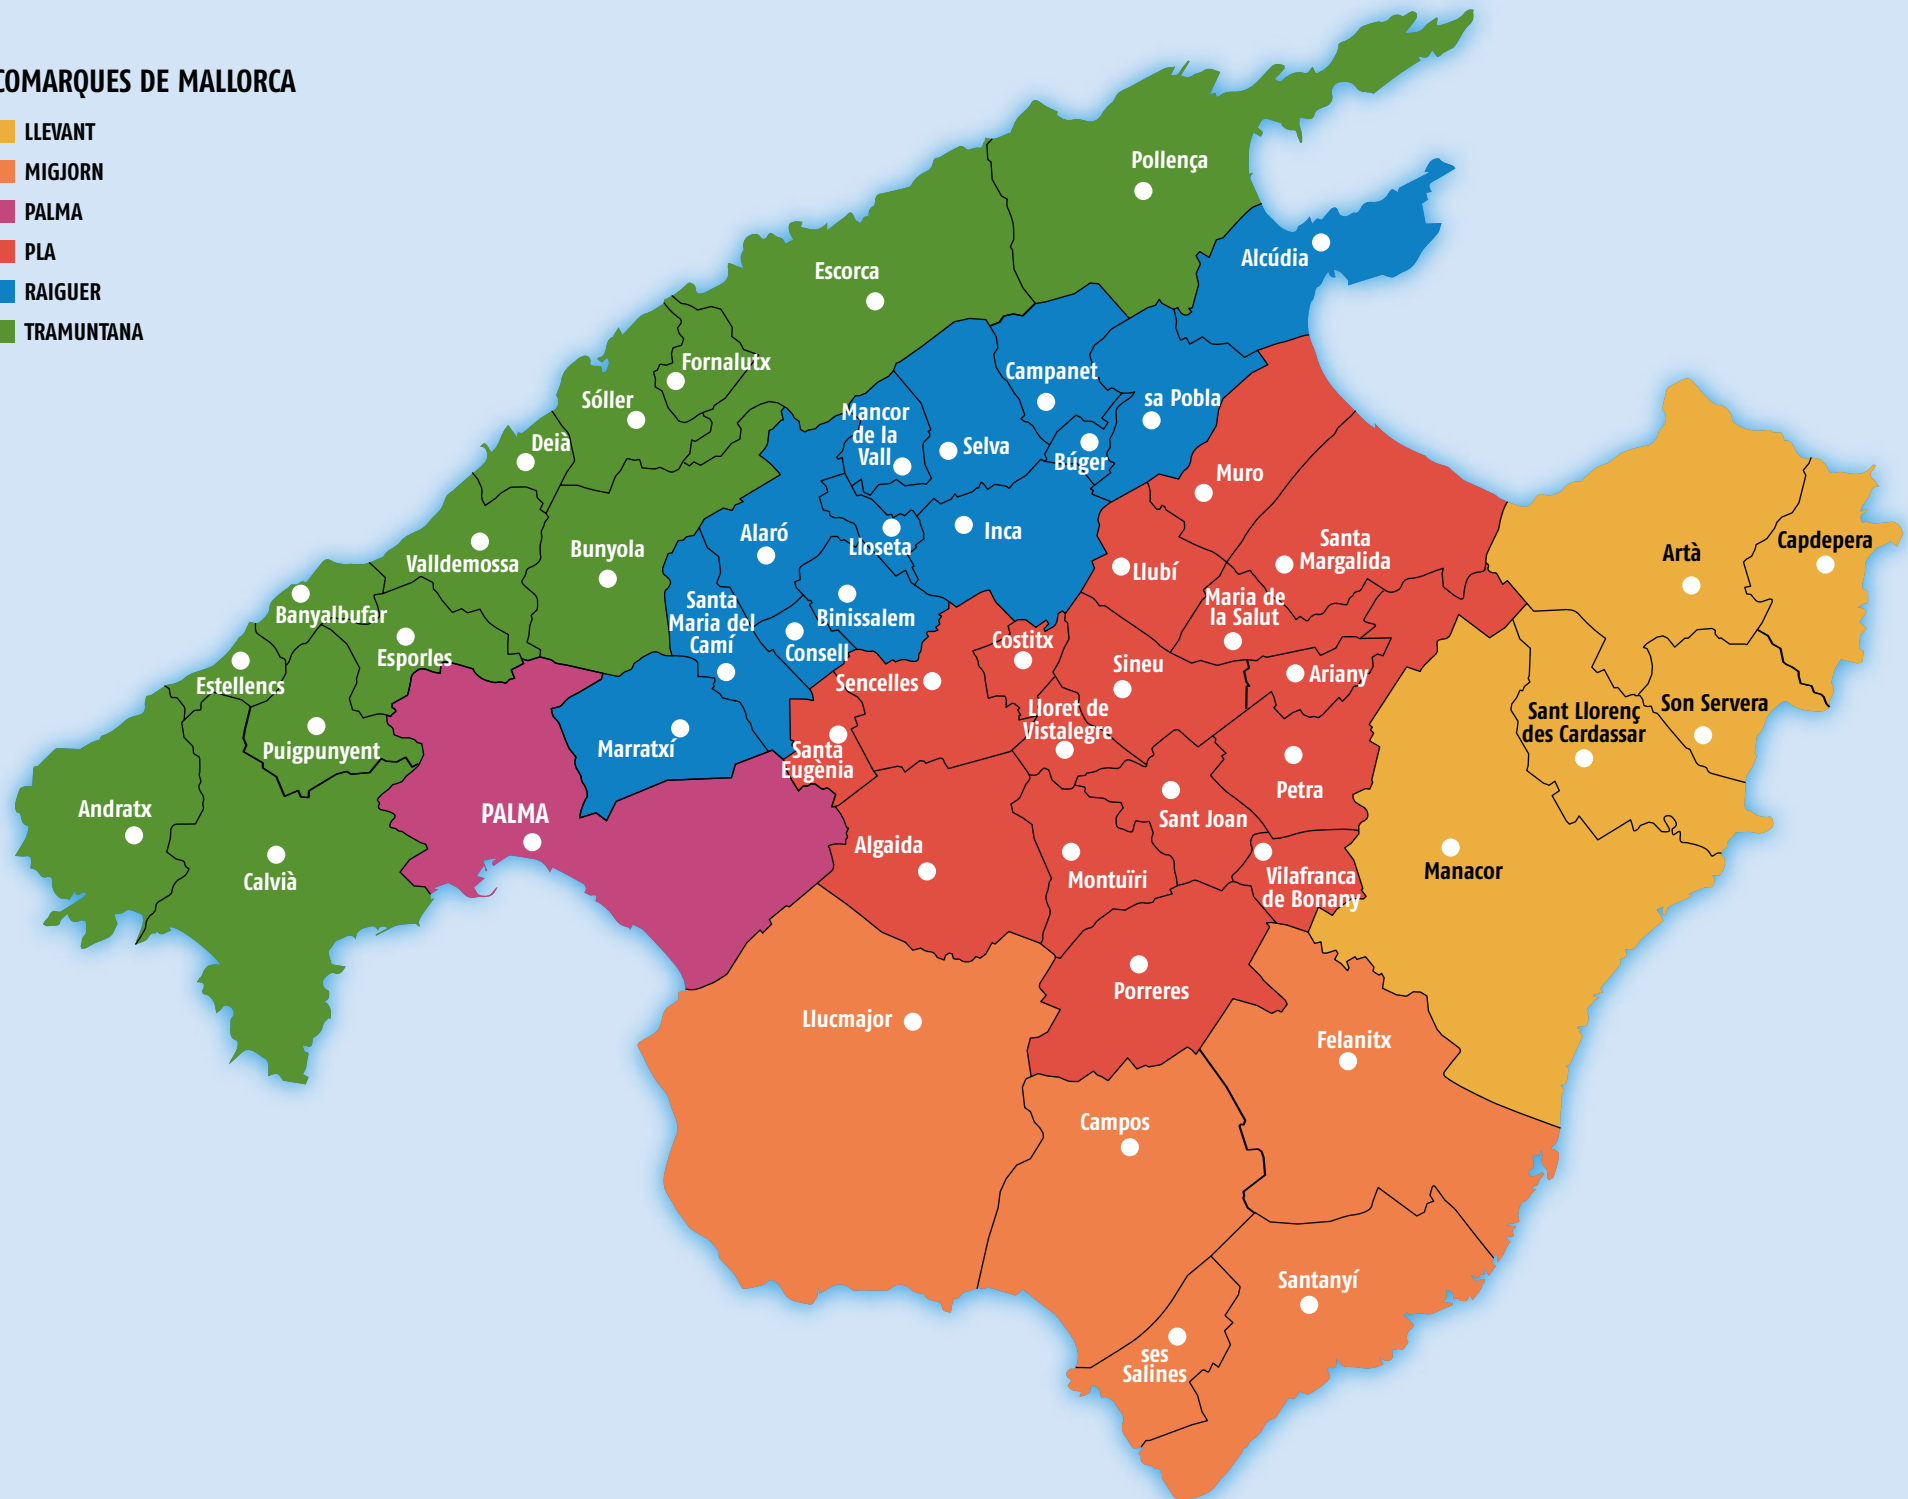 COMARQUES DE MALLORCA
LLEVANT
MIGJORN
PALMA
PLA
RAIGUER
TRAMUNTANA
Pollença
Alcúdia
Escorca
Fornalutx
Sóller
Campanet
sa Pobla
Mancor
de la
Vall
Selva
Búger
Deià
Muro
Alaró
Lloseta
Inca
Santa
Margalida
Artà
Capdepera
Valldemossa
Bunyola
Llubí
Maria de
la Salut
Banyalbufar
Santa
Maria del
Camí
Binissalem
Consell
Esporles
Costitx
Sineu
Ariany
Estellencs
Sencelles
Lloret de
Vistalegre
Sant Llorenç
des Cardassar
Son Servera
Puigpunyent
Marratxí
Santa
Eugènia
Petra
Andratx
PALMA
Sant Joan
Algaida
Montuïri
Vilafranca
de Bonany
Manacor
Calvià
Porreres
Llucmajor
Felanitx
Campos
Santanyí
ses
Salines